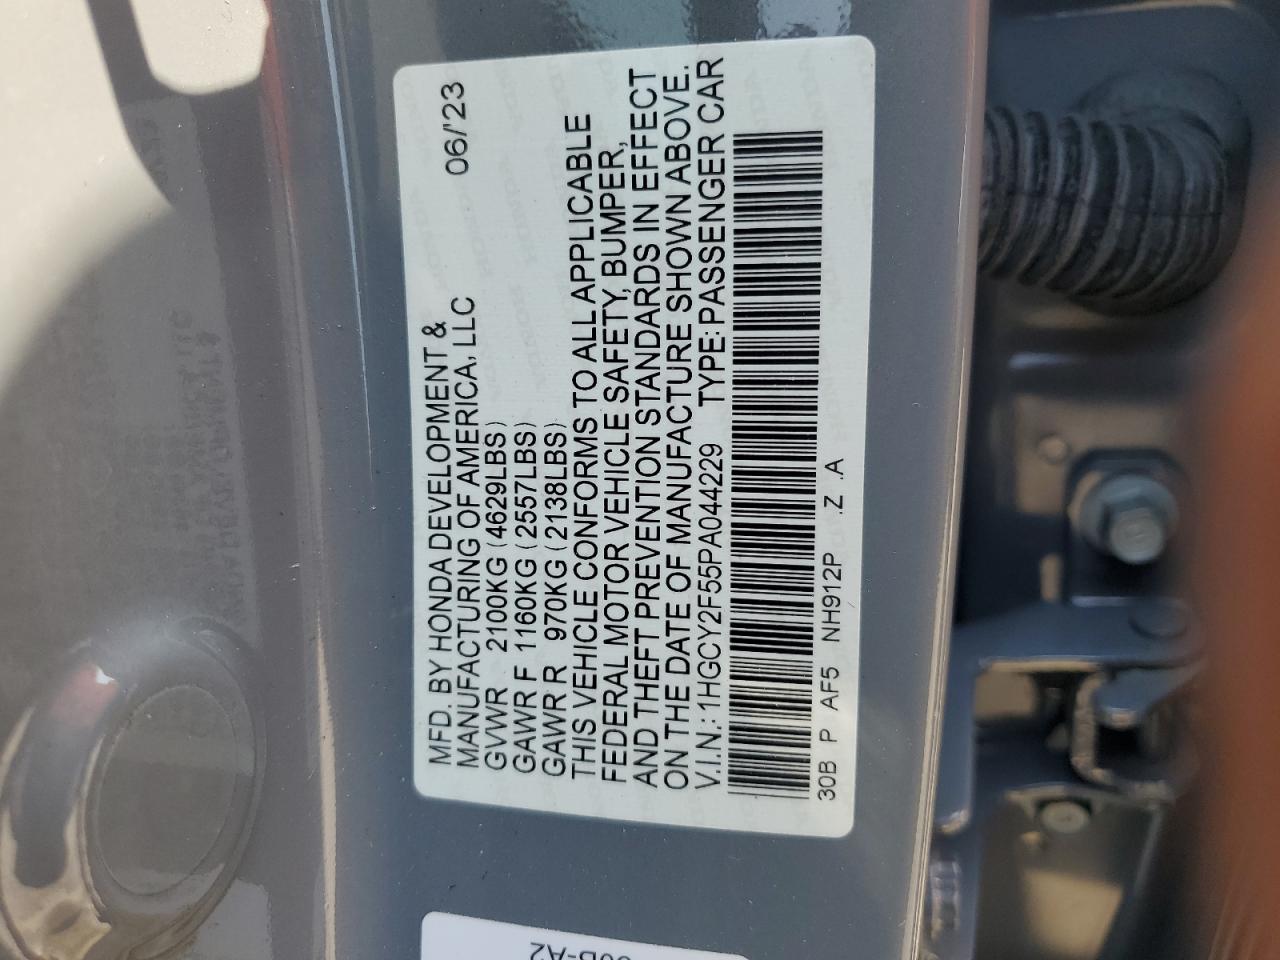 MFD. BY HONDA DEVELOPMENT & 06/'23
MANUFACTURING OF AMERICA, LLC
GVWR 2100KG (4629LBS)
GAWR F 1160KG (2557LBS)
GAWR R 970KG (2138LBS)
THIS VEHICLE CONFORMS TO ALL APPLICABLE
FEDERAL MOTOR VEHICLE SAFETY, BUMPER,
AND THEFT PREVENTION STANDARDS IN EFFECT
ON THE DATE OF MANUFACTURE SHOWN ABOVE.
V.I.N.: 1HGCY2F55PA044229 TYPE: PASSENGER CAR
30B P AF5 NH912P .Z .A